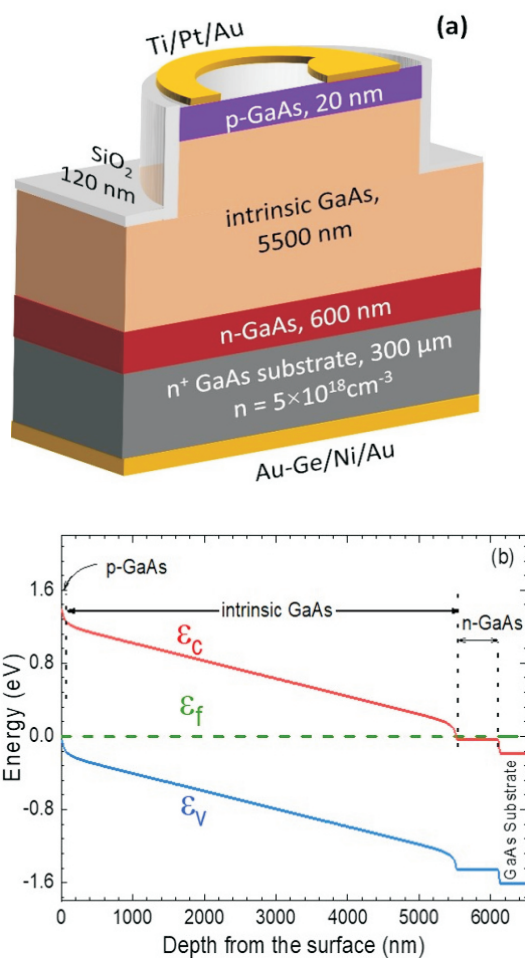 (a)
Ti/Pt/Au
p-GaAs, 20 nm
SiO₂
120 nm
intrinsic GaAs,
5500 nm
n-GaAs, 600 nm
n⁺ GaAs substrate, 300 µm
n = 5×10¹⁸cm⁻³
Au-Ge/Ni/Au
(b)
p-GaAs
1.6
intrinsic GaAs
n-GaAs
εC
0.8
εf
0.0
εV
-0.8
-1.6
Energy (eV)
GaAs Substrate
0 1000 2000 3000 4000 5000 6000
Depth from the surface (nm)